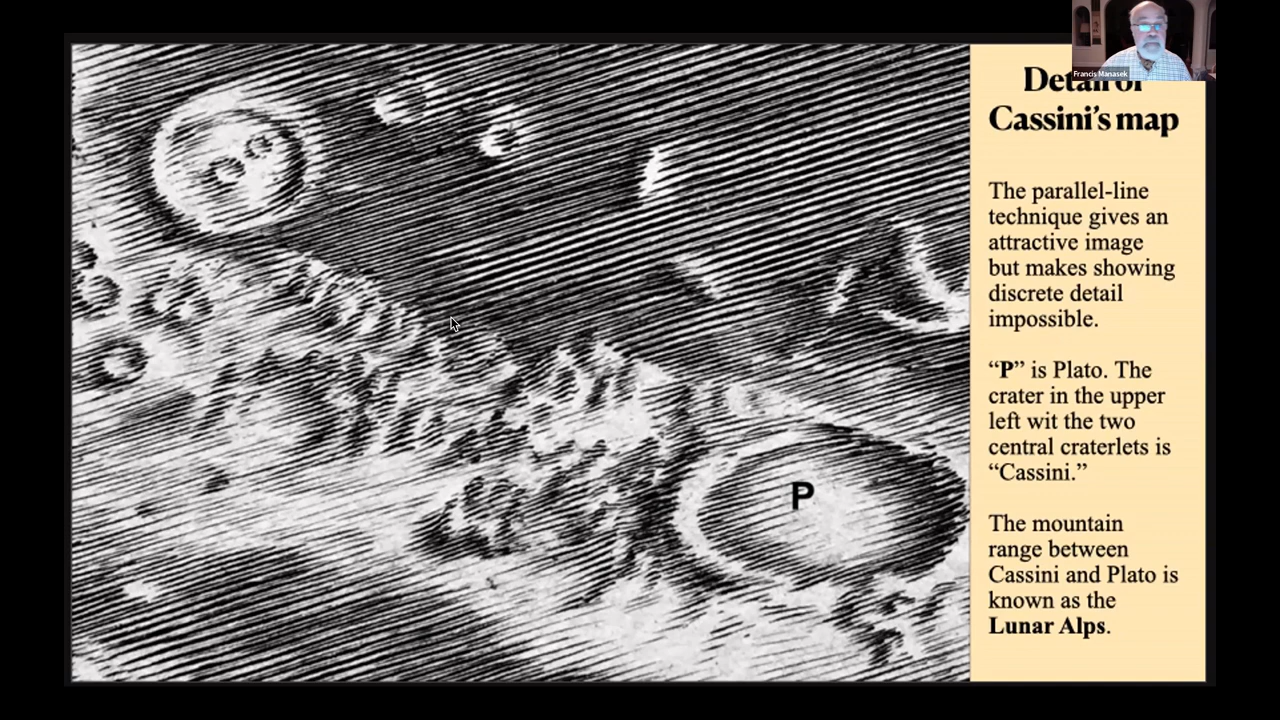 Francis Manasek
Detail of
Cassini’s map
The parallel-line
technique gives an
attractive image
but makes showing
discrete detail
impossible.
“P” is Plato. The
crater in the upper
left wit the two
central craterlets is
“Cassini.”
The mountain
range between
Cassini and Plato is
known as the
Lunar Alps.
P